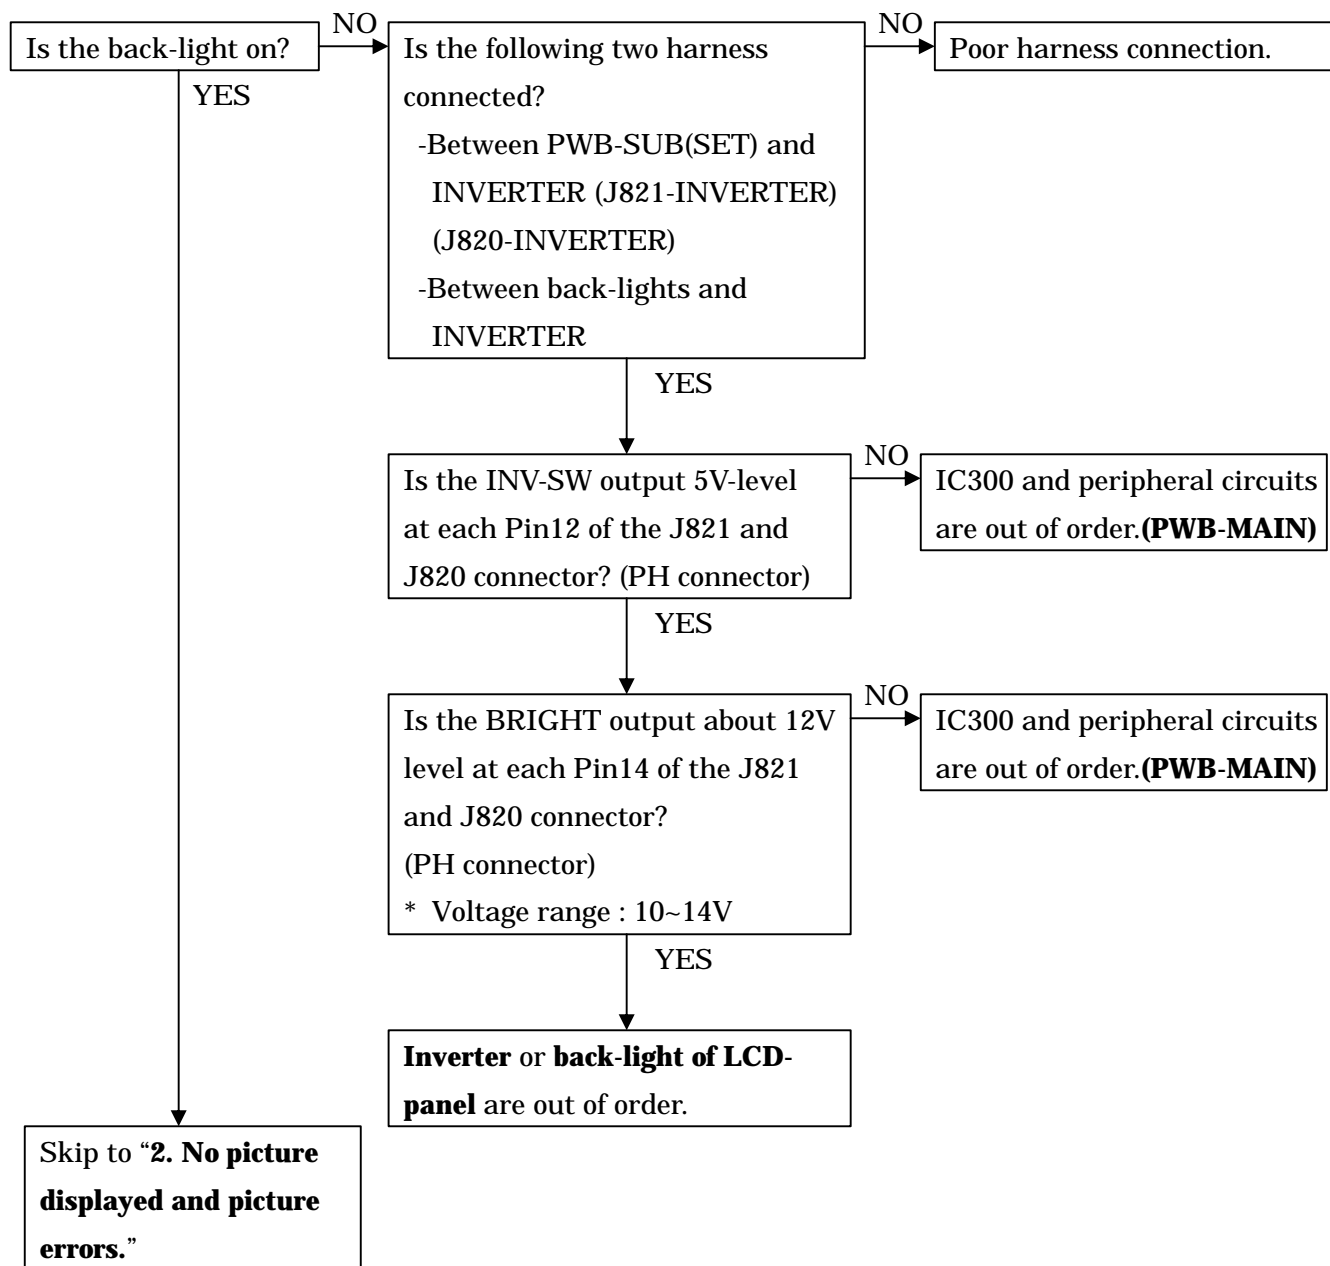 Is the back-light on?
NO
Is the following two harness
connected?
-Between PWB-SUB(SET) and
INVERTER (J821-INVERTER)
(J820-INVERTER)
-Between back-lights and
INVERTER
NO
Poor harness connection.
YES
YES
Is the INV-SW output 5V-level
at each Pin12 of the J821 and
J820 connector? (PH connector)
NO
IC300 and peripheral circuits
are out of order.(PWB-MAIN)
YES
Is the BRIGHT output about 12V
level at each Pin14 of the J821
and J820 connector?
(PH connector)
* Voltage range : 10~14V
NO
IC300 and peripheral circuits
are out of order.(PWB-MAIN)
YES
Inverter or back-light of LCD-
panel are out of order.
Skip to “2. No picture
displayed and picture
errors.”